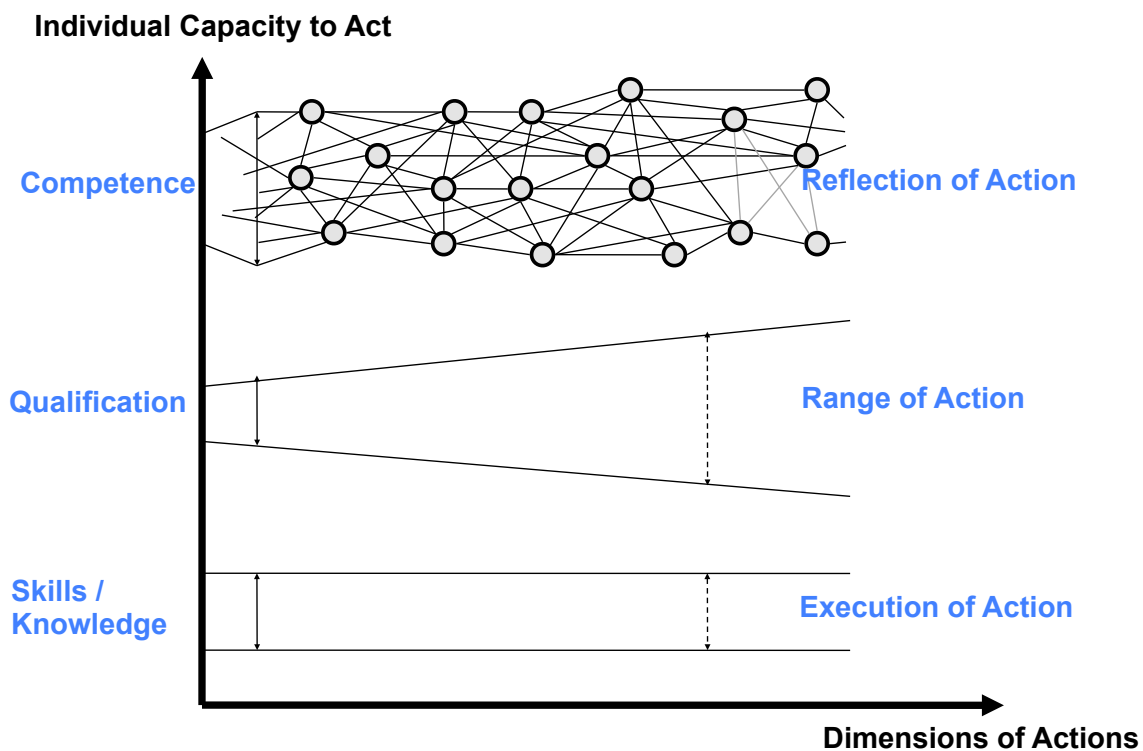 Individual Capacity to Act
Competence
Reflection of Action
Qualification
Range of Action
Skills /
Knowledge
Execution of Action
Dimensions of Actions